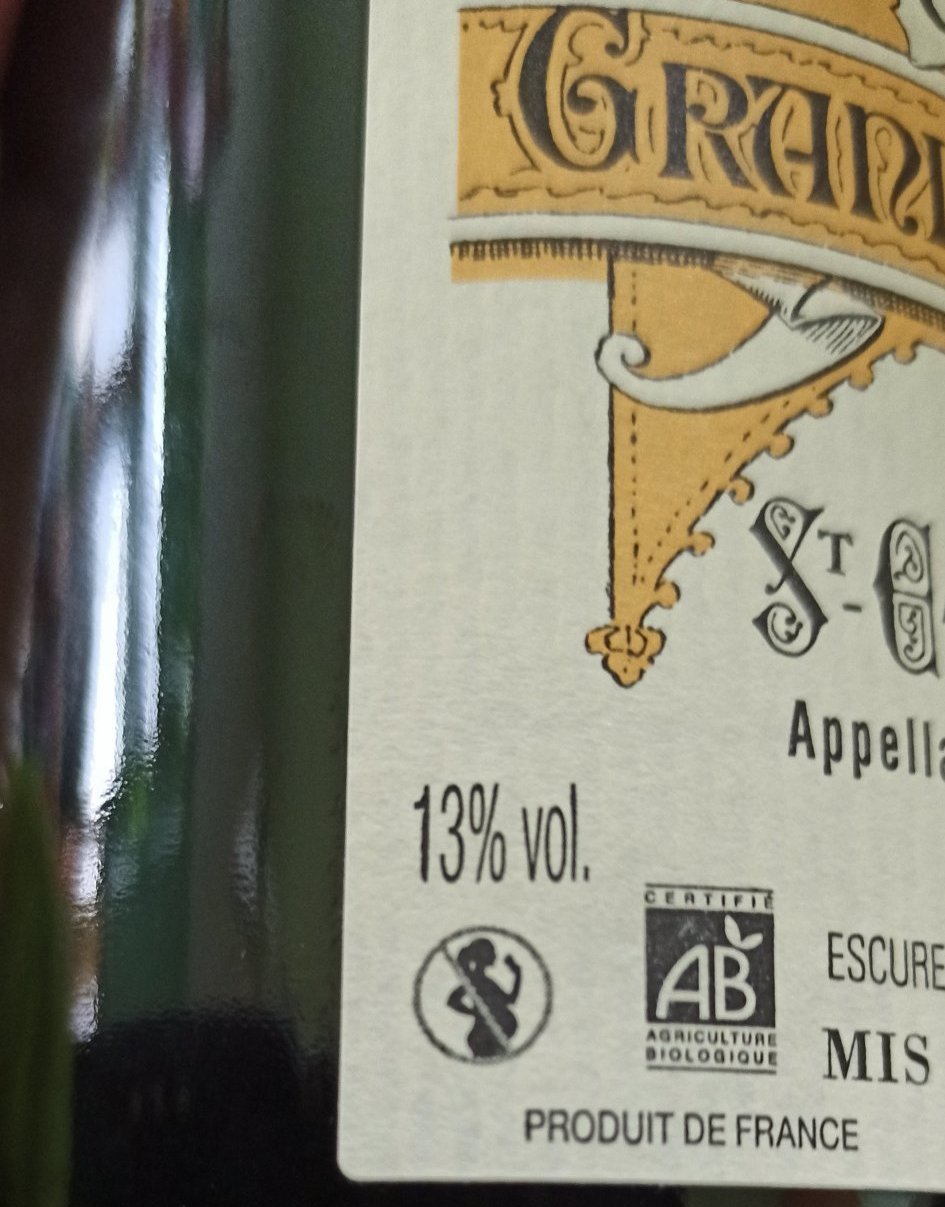 GRAN
ST-
Appella
13% vol.
CERTIFIÉ
AB
AGRICULTURE
BIOLOGIQUE
ESCURE
MIS
PRODUIT DE FRANCE